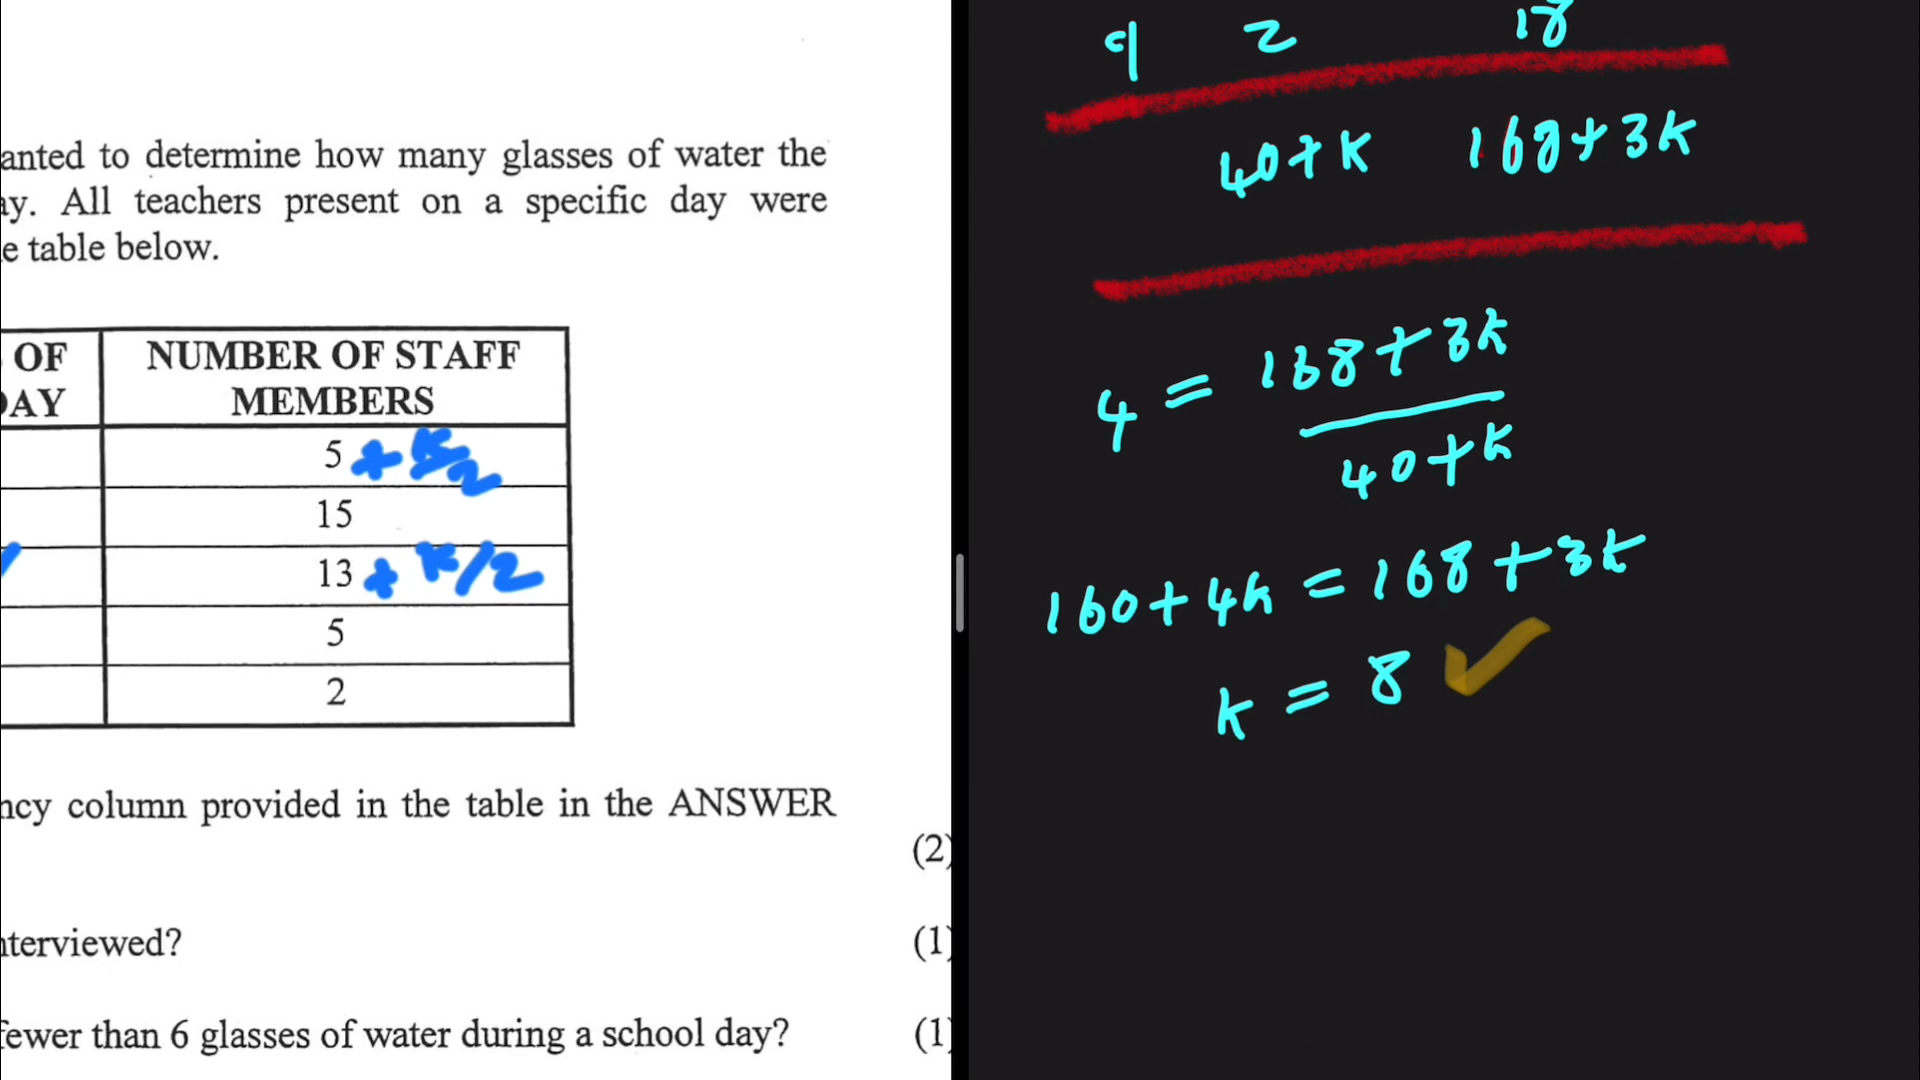 anted to determine how many glasses of water the
ay. All teachers present on a specific day were
e table below.
OF
DAY
NUMBER OF STAFF
MEMBERS
5 + K/2
15
13 + K/2
5
2
ncy column provided in the table in the ANSWER
(2)
nterviewed?
(1)
fewer than 6 glasses of water during a school day?
(1)
9 2 18
40+K 168+3K
4 = 168+3k
40+k
160+4k = 168+3k
k = 8